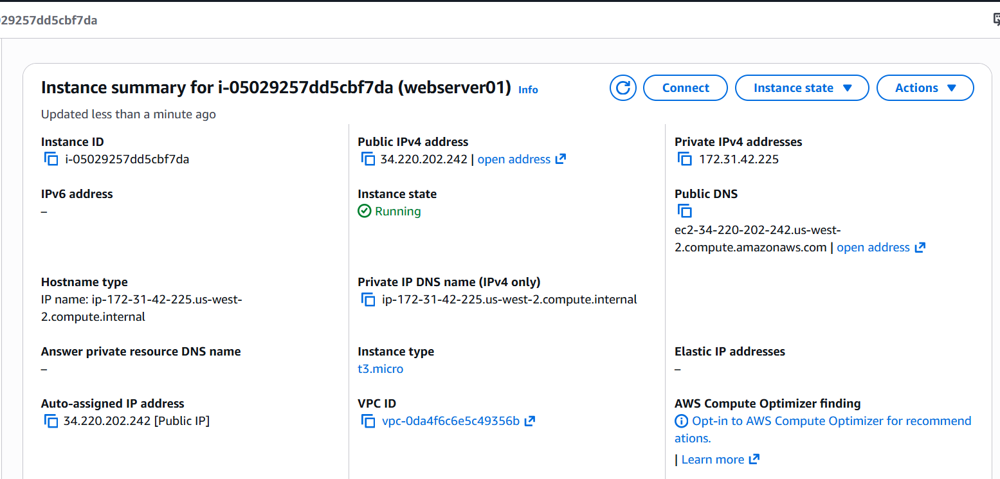 29257dd5cbf7da
Instance summary for i-05029257dd5cbf7da (webserver01) Info
Connect
Instance state
Actions
Updated less than a minute ago
Instance ID
i-05029257dd5cbf7da
Public IPv4 address
34.220.202.242 | open address
Private IPv4 addresses
172.31.42.225
IPv6 address
–
Instance state
Running
Public DNS
ec2-34-220-202-242.us-west-
2.compute.amazonaws.com | open address
Hostname type
IP name: ip-172-31-42-225.us-west-
2.compute.internal
Private IP DNS name (IPv4 only)
ip-172-31-42-225.us-west-2.compute.internal
Answer private resource DNS name
–
Instance type
t3.micro
Elastic IP addresses
–
Auto-assigned IP address
34.220.202.242 [Public IP]
VPC ID
vpc-0da4f6c6e5c49356b
AWS Compute Optimizer finding
Opt-in to AWS Compute Optimizer for recommend
ations.
| Learn more